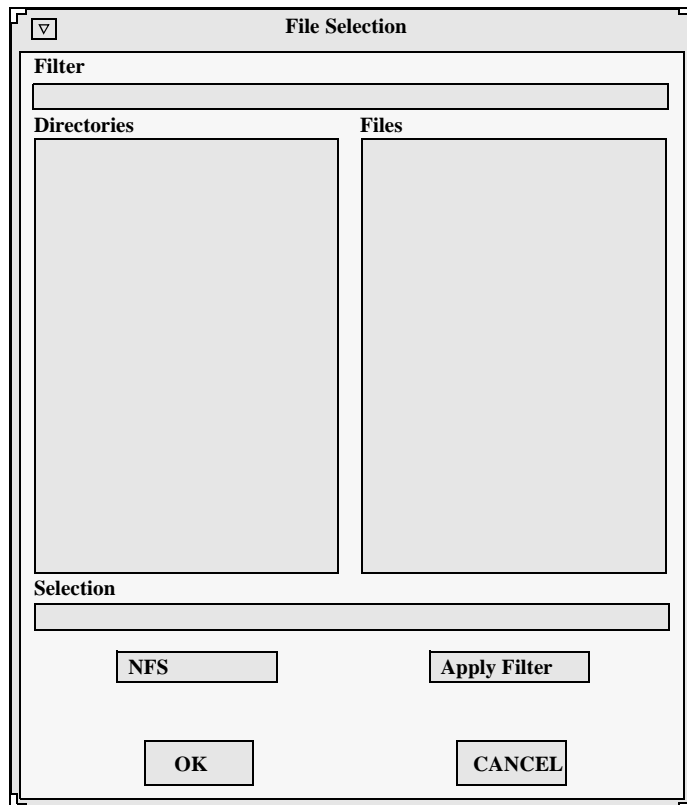 File Selection
Filter
Directories
Files
Selection
NFS
Apply Filter
OK
CANCEL